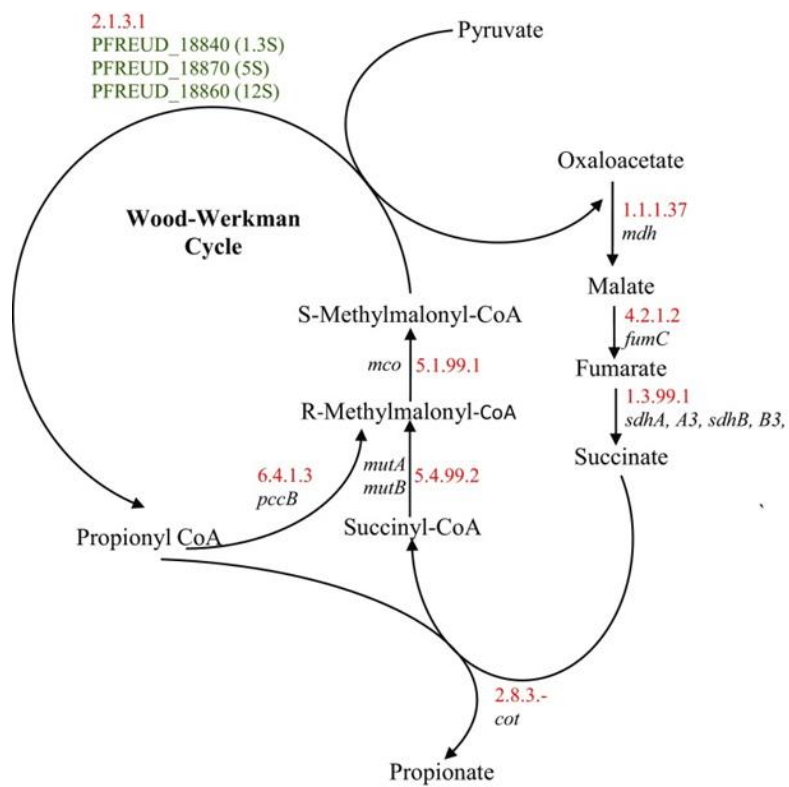 2.1.3.1
PFREUD_18840 (1.3S)
PFREUD_18870 (5S)
PFREUD_18860 (12S)
Pyruvate
Oxaloacetate
1.1.1.37
mdh
Wood-Werkman
Cycle
Malate
4.2.1.2
fumC
Fumarate
1.3.99.1
sdhA, A3, sdhB, B3,
Succinate
S-Methylmalonyl-CoA
mco 5.1.99.1
R-Methylmalonyl-CoA
mutA
mutB
5.4.99.2
6.4.1.3
pccB
Succinyl-CoA
Propionyl CoA
2.8.3.-
cot
Propionate